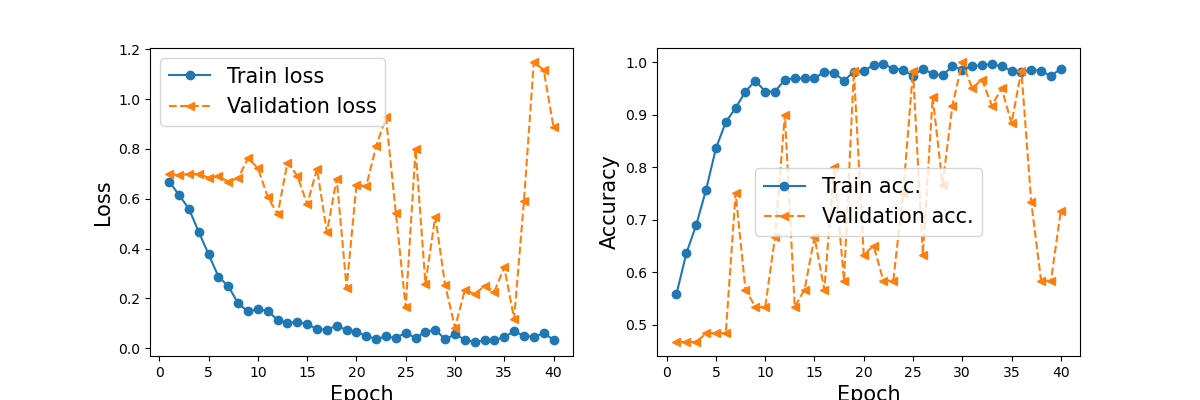 Train loss
Validation loss
Loss
1.2
1.0
0.8
0.6
0.4
0.2
0.0
0 5 10 15 20 25 30 35 40
Epoch
Train acc.
Validation acc.
Accuracy
1.0
0.9
0.8
0.7
0.6
0.5
0 5 10 15 20 25 30 35 40
Epoch